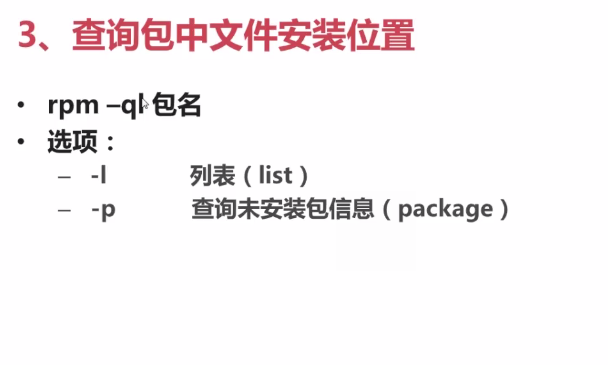 3、查询包中文件安装位置
• rpm –ql 包名
• 选项：
– -l 列表（list）
– -p 查询未安装包信息（package）